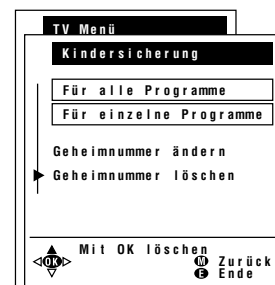 TV Menü
Kindersicherung
Für alle Programme
Für einzelne Programme
Geheimnummer ändern
Geheimnummer löschen
Mit OK löschen
OK
M Zurück
E Ende